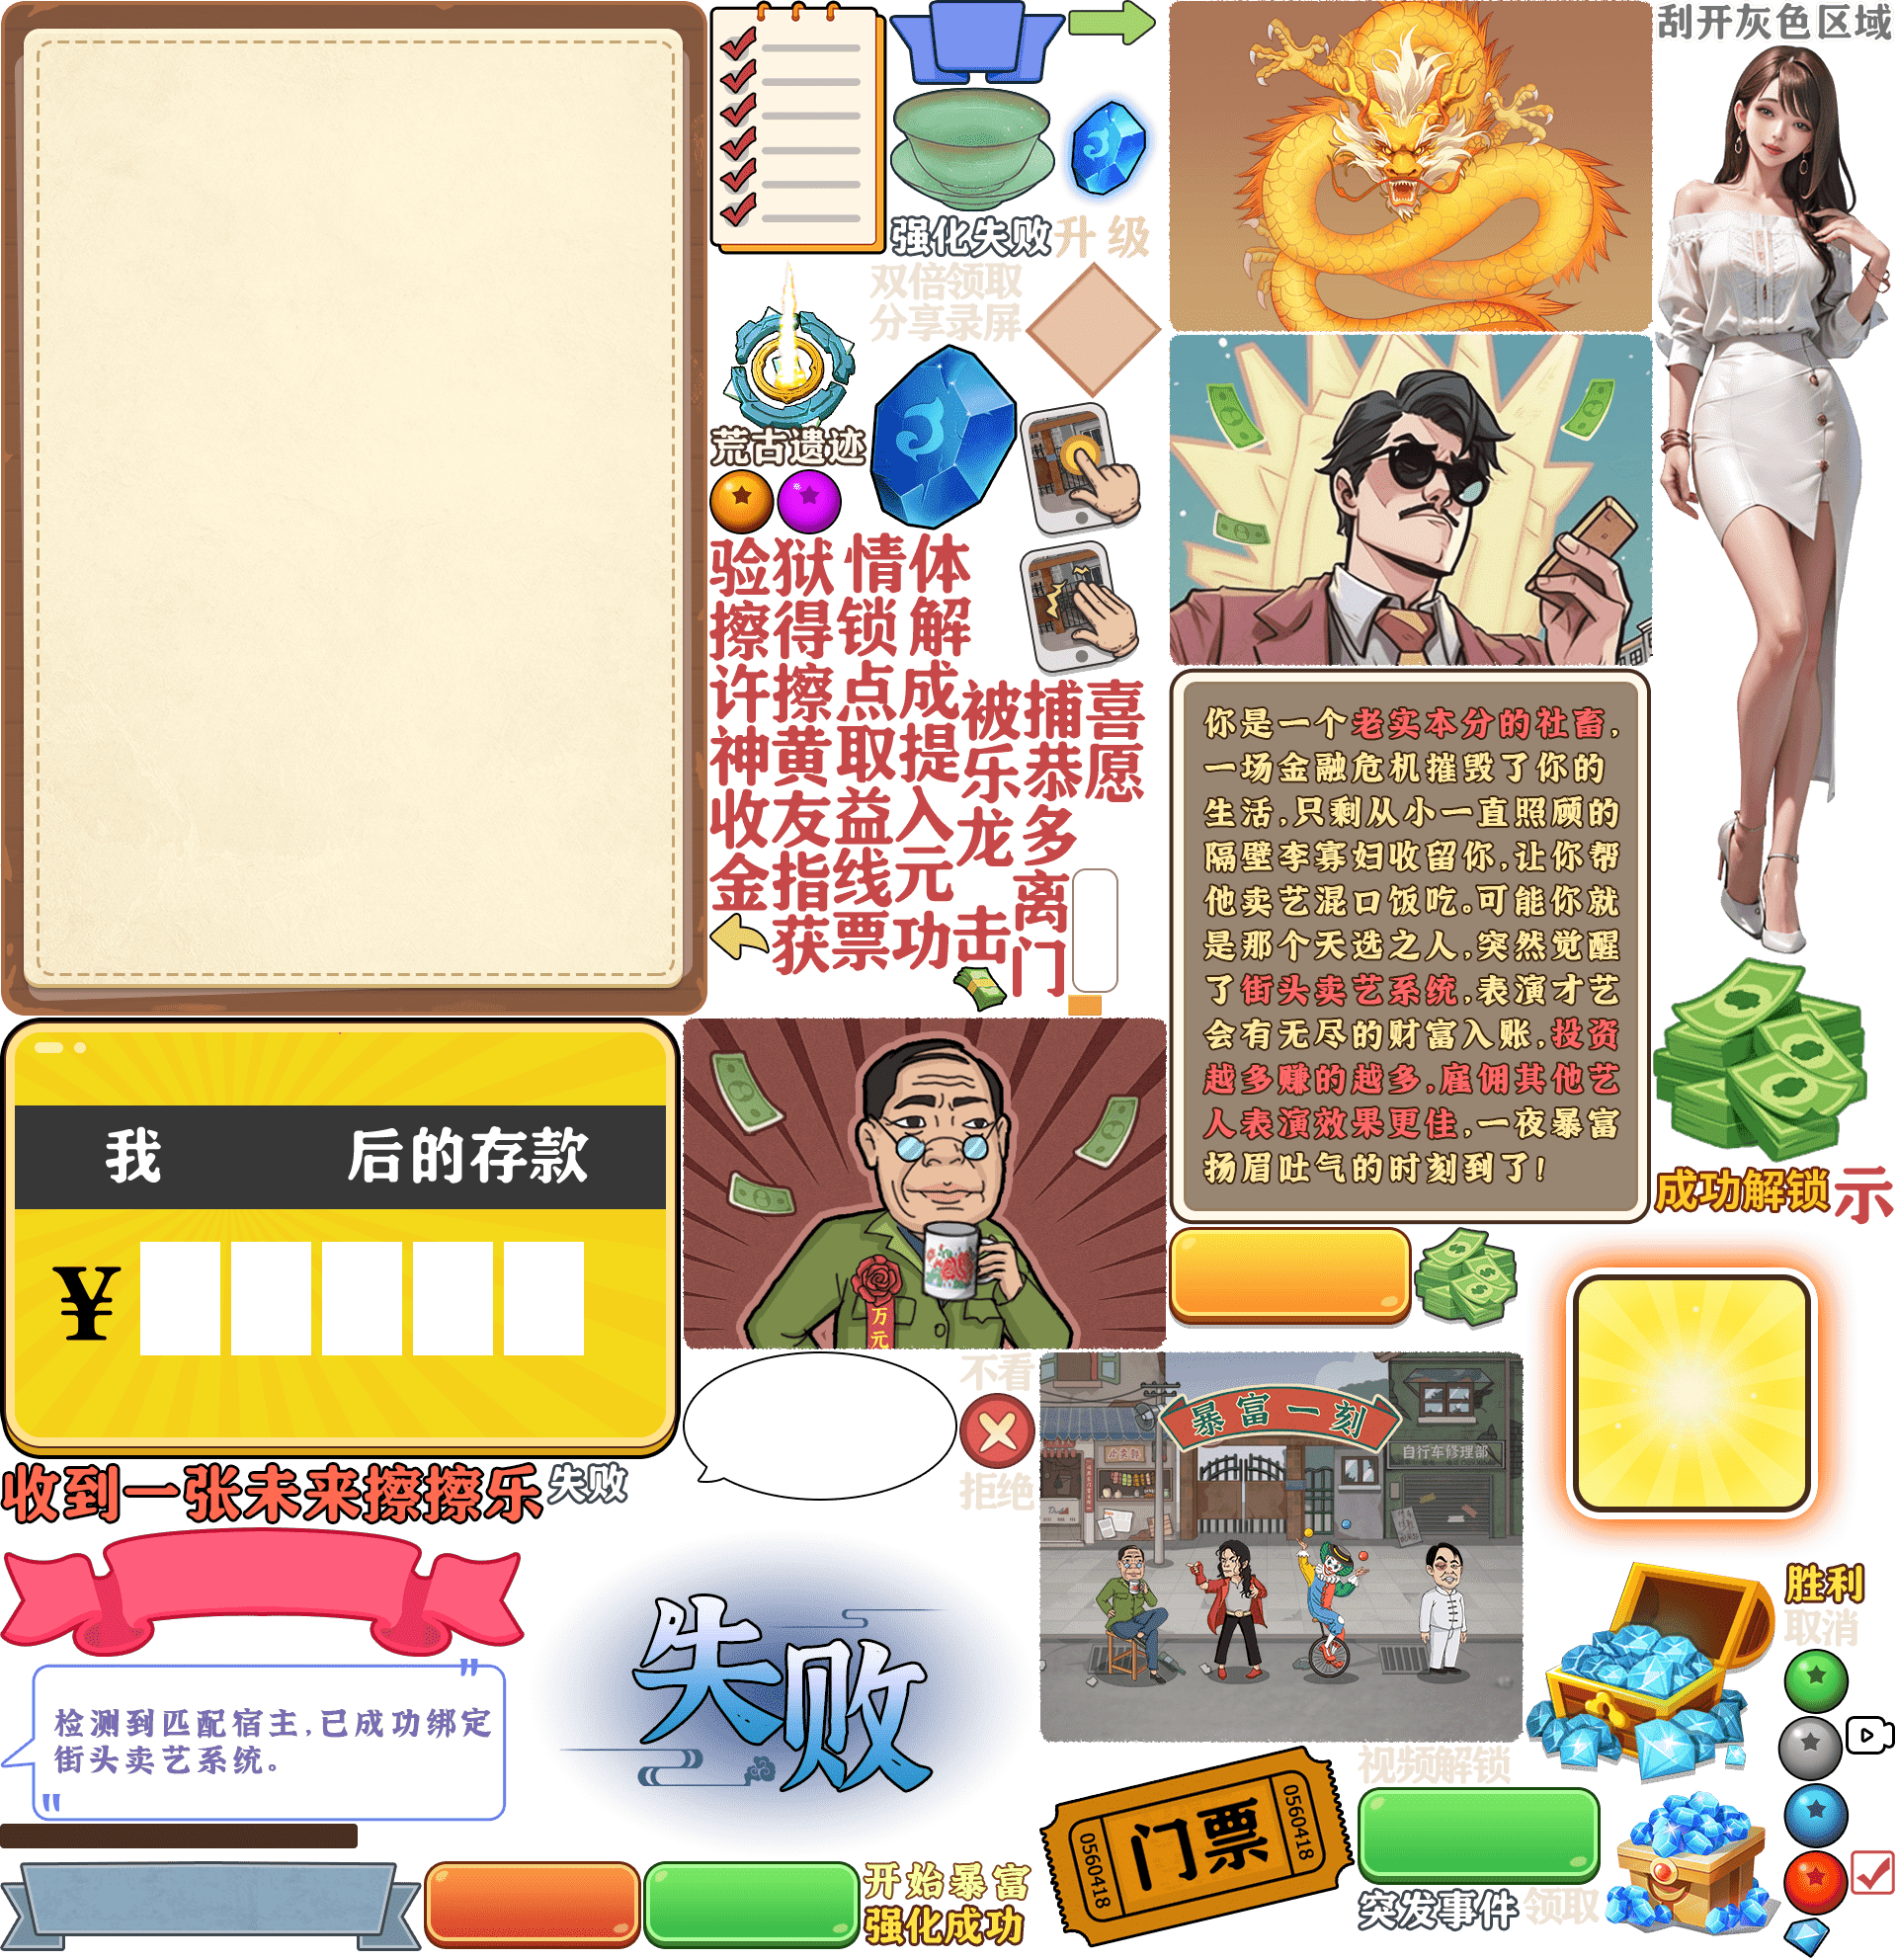 刮开灰色区域
强化失败
升级
双倍领取
分享录屏
荒古遗迹
验狱情体
擦得锁解
许擦点成
神黄取提
收友益入
金指线元
获票功击
被捕喜
乐恭愿
龙多
离
门
你是一个老实本分的社畜,
一场金融危机摧毁了你的
生活,只剩从小一直照顾的
隔壁李寡妇收留你,让你帮
他卖艺混口饭吃。可能你就
是那个天选之人,突然觉醒
了街头卖艺系统,表演才艺
会有无尽的财富入账,投资
越多赚的越多,雇佣其他艺
人表演效果更佳,一夜暴富
扬眉吐气的时刻到了!
成功解锁
示
我 后的存款
¥
万元
收到一张未来擦擦乐
失败
不看
拒绝
暴富一刻
自行车修理部
胜利
取消
失败
"
检测到匹配宿主,已成功绑定
街头卖艺系统。
"
视频解锁
0560418
门票
0560418
开始暴富
强化成功
突发事件
领取